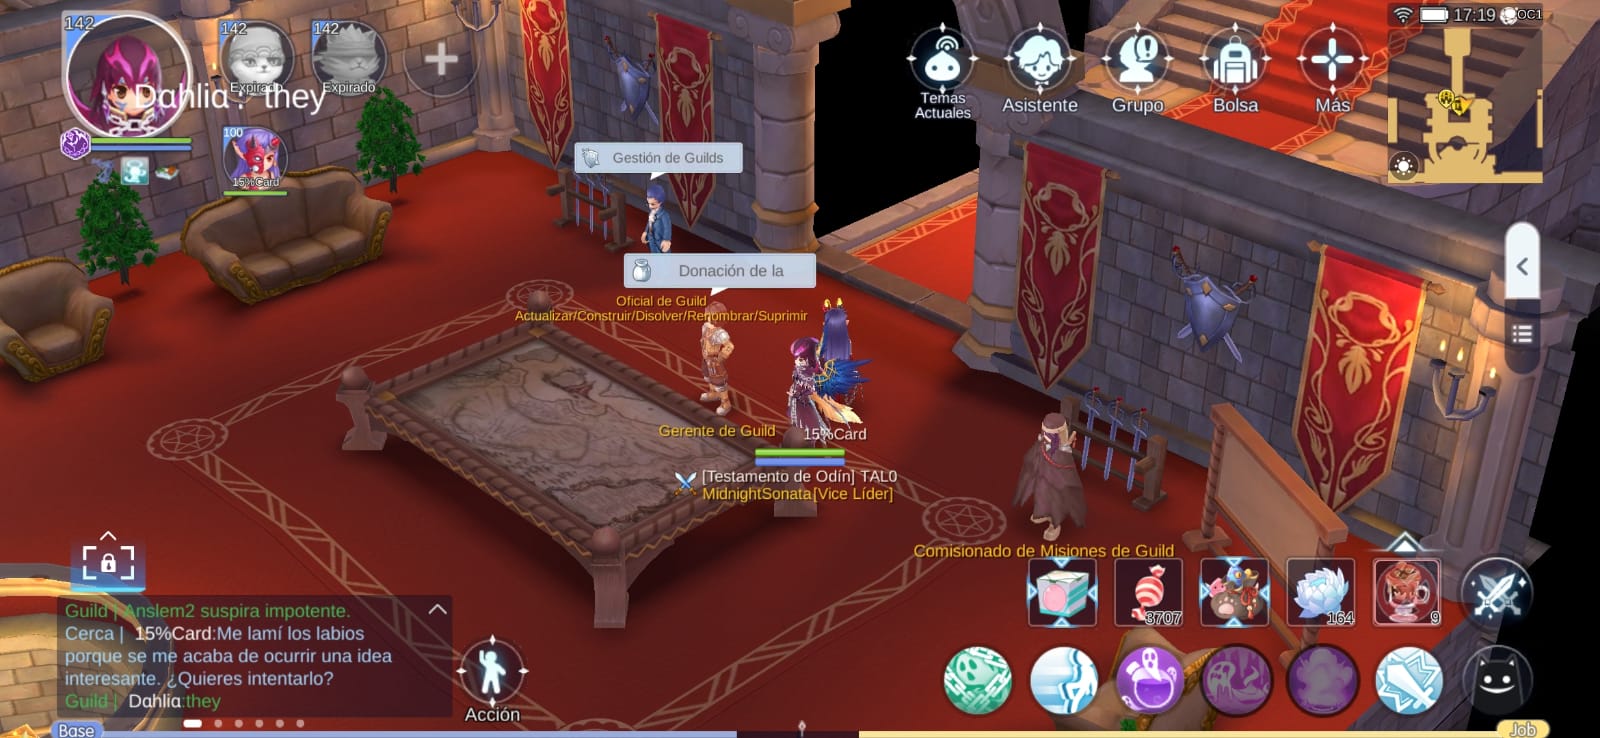 142
142
142
Expirado
Expirado
Dahlia : they
100
15%Card
Temas
Actuales
Asistente
Grupo
Bolsa
Más
17:19
OC1
Gestión de Guilds
Donación de la
Oficial de Guild
Actualizar/Construir/Disolver/Renombrar/Suprimir
Gerente de Guild
15%Card
[Testamento de Odín] TAL0
MidnightSonata[Vice Líder]
Comisionado de Misiones de Guild
3707
164
9
Guild | Anslem2 suspira impotente.
Cerca | 15%Card:Me lamí los labios
porque se me acaba de ocurrir una idea
interesante. ¿Quieres intentarlo?
Guild | Dahlia:they
Acción
Base
Job